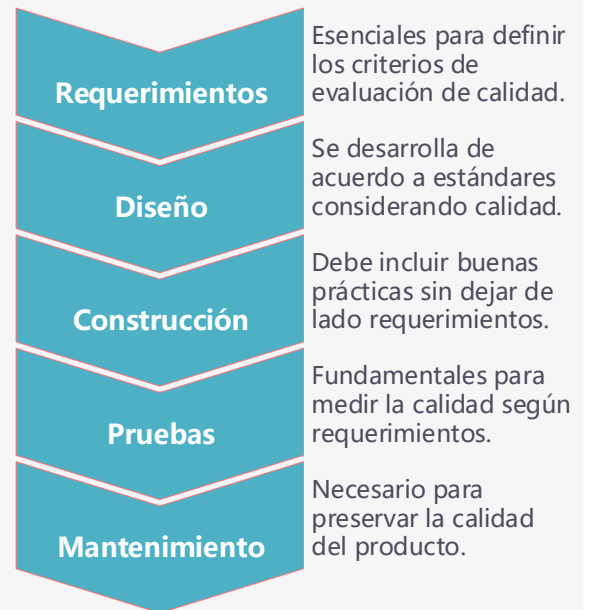 Requerimientos
Esenciales para definir
los criterios de
evaluación de calidad.
Diseño
Se desarrolla de
acuerdo a estándares
considerando calidad.
Construcción
Debe incluir buenas
prácticas sin dejar de
lado requerimientos.
Pruebas
Fundamentales para
medir la calidad según
requerimientos.
Mantenimiento
Necesario para
preservar la calidad
del producto.